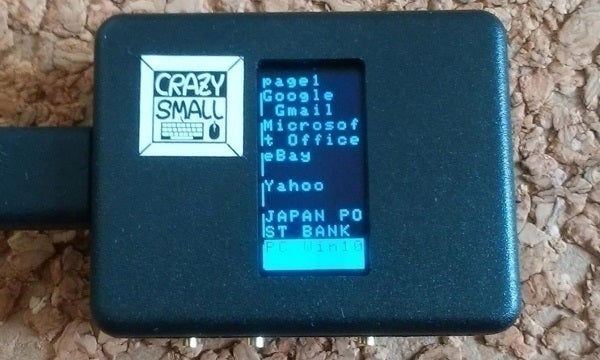 CRAZY
SMALL
page1
Google
Gmail
Microsof
t Office
eBay
Yahoo
JAPAN PO
ST BANK
PC Win10